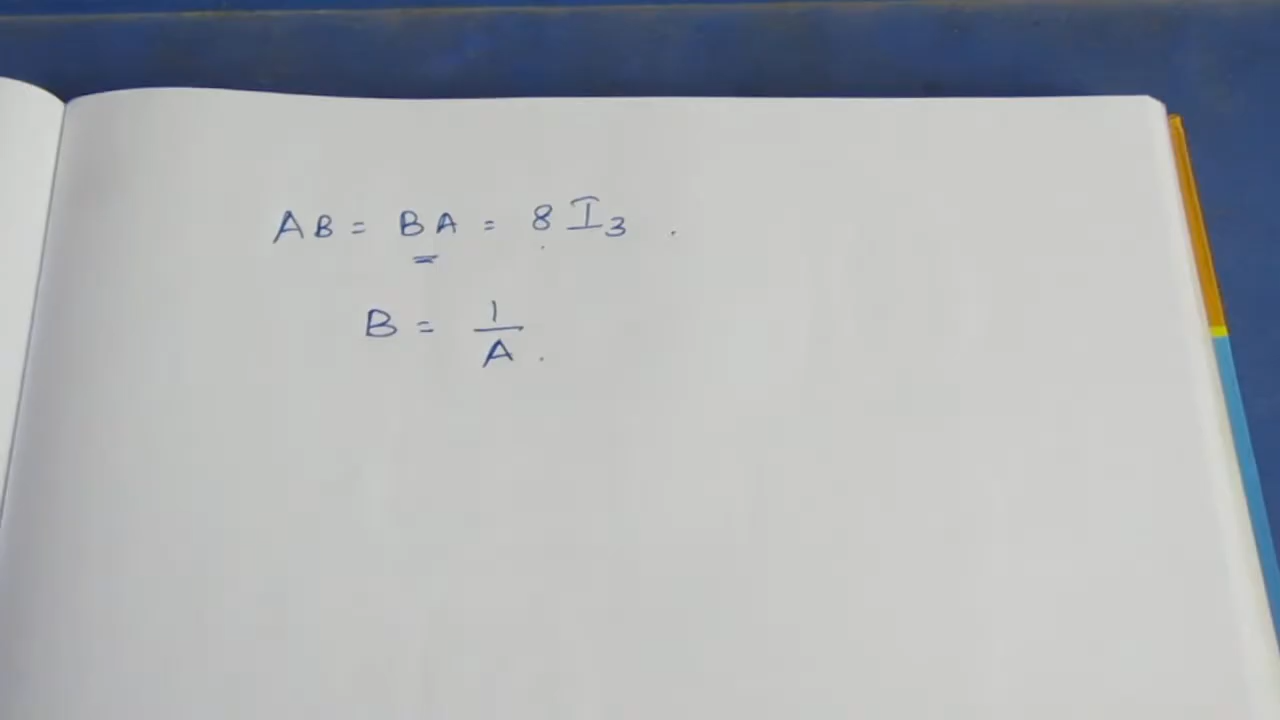 AB = BA = 8 I₃ .
B = 1/A .